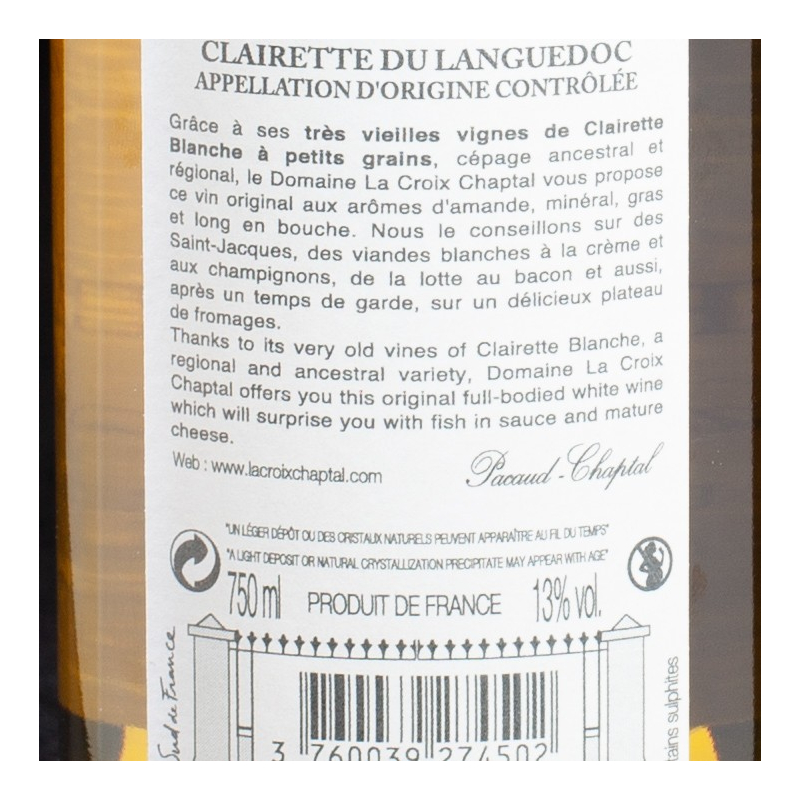 CLAIRETTE DU LANGUEDOC
APPELLATION D'ORIGINE CONTRÔLÉE
Grâce à ses très vieilles vignes de Clairette
Blanche à petits grains, cépage ancestral et
régional, le Domaine La Croix Chaptal vous propose
ce vin original aux arômes d'amande, minéral, gras
et long en bouche. Nous le conseillons sur des
Saint-Jacques, des viandes blanches à la crème et
aux champignons, de la lotte au bacon et aussi,
après un temps de garde, sur un délicieux plateau
de fromages.
Thanks to its very old vines of Clairette Blanche, a
regional and ancestral variety, Domaine La Croix
Chaptal offers you this original full-bodied white wine
which will surprise you with fish in sauce and mature
cheese.
Web : www.lacroixchaptal.com
Pacaud - Chaptal
"UN LÉGER DÉPÔT OU DES CRISTAUX NATURELS PEUVENT APPARAÎTRE AU FIL DU TEMPS"
"A LIGHT DEPOSIT OR NATURAL CRYSTALLIZATION PRECIPITATE MAY APPEAR WITH AGE"
750 ml PRODUIT DE FRANCE 13% vol.
Sud de France
3 760039 274502
tains sulphites